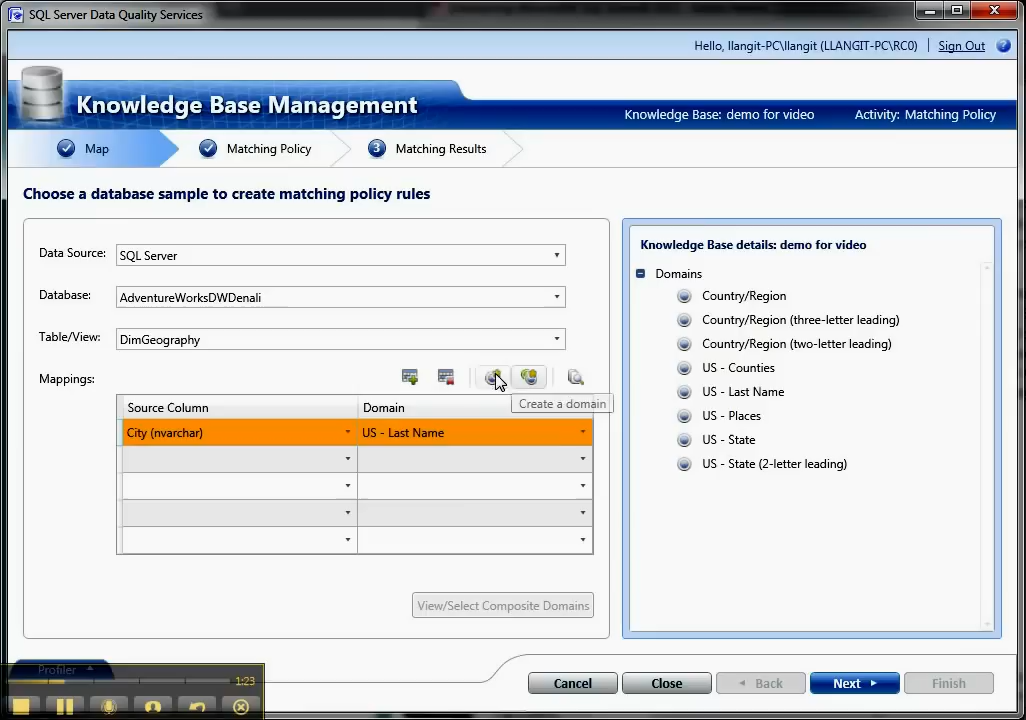 SQL Server Data Quality Services
Hello, llangit-PC\llangit (LLANGIT-PC\RC0) Sign Out ?
Knowledge Base Management
Knowledge Base: demo for video Activity: Matching Policy
Map Matching Policy 3 Matching Results
Choose a database sample to create matching policy rules
Data Source: SQL Server
Database: AdventureWorksDWDenali
Table/View: DimGeography
Mappings:
Create a domain
Source Column Domain
City (nvarchar) US - Last Name
View/Select Composite Domains
Knowledge Base details: demo for video
Domains
Country/Region
Country/Region (three-letter leading)
Country/Region (two-letter leading)
US - Counties
US - Last Name
US - Places
US - State
US - State (2-letter leading)
Profiler
1:23
Cancel Close Back Next Finish